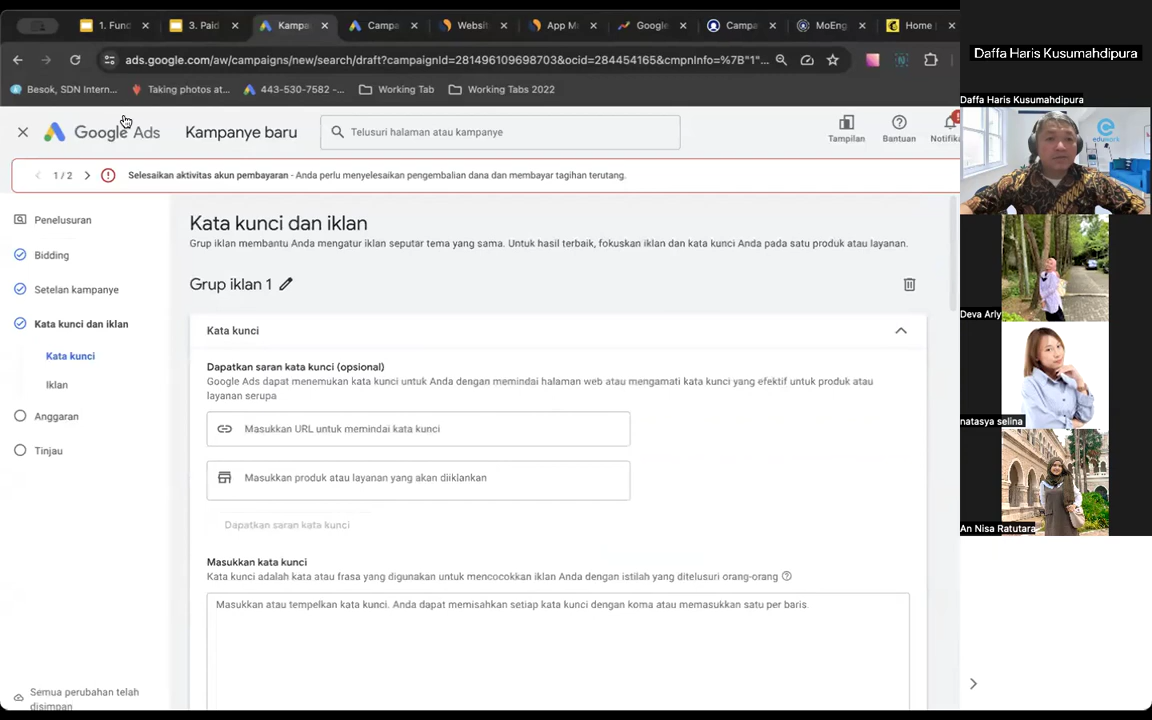 1. Fund
3. Paid
Kampa
Campa
Websit
App M
Google
Campa
MoEng
Home
ads.google.com/aw/campaigns/new/search/draft?campaignId=281496109698703&ocid=284454165&cmpnInfo=%7B"1"...
Besok, SDN Intern...
Taking photos at...
443-530-7582 -...
Working Tab
Working Tabs 2022
Google Ads
Kampanye baru
Telusuri halaman atau kampanye
Tampilan
Bantuan
Notifika
1 / 2
Selesaikan aktivitas akun pembayaran - Anda perlu menyelesaikan pengembalian dana dan membayar tagihan terutang.
Penelusuran
Bidding
Setelan kampanye
Kata kunci dan iklan
Kata kunci
Iklan
Anggaran
Tinjau
Semua perubahan telah
disimpan
Kata kunci dan iklan
Grup iklan membantu Anda mengatur iklan seputar tema yang sama. Untuk hasil terbaik, fokuskan iklan dan kata kunci Anda pada satu produk atau layanan.
Grup iklan 1
Kata kunci
Dapatkan saran kata kunci (opsional)
Google Ads dapat menemukan kata kunci untuk Anda dengan memindai halaman web atau mengamati kata kunci yang efektif untuk produk atau
layanan serupa
Masukkan URL untuk memindai kata kunci
Masukkan produk atau layanan yang akan diiklankan
Dapatkan saran kata kunci
Masukkan kata kunci
Kata kunci adalah kata atau frasa yang digunakan untuk mencocokkan iklan Anda dengan istilah yang ditelusuri orang-orang
Masukkan atau tempelkan kata kunci. Anda dapat memisahkan setiap kata kunci dengan koma atau memasukkan satu per baris.
Daffa Haris Kusumahdipura
Daffa Haris Kusumahdipura
eduwork
Deva Arly
natasya selina
An Nisa Ratutara